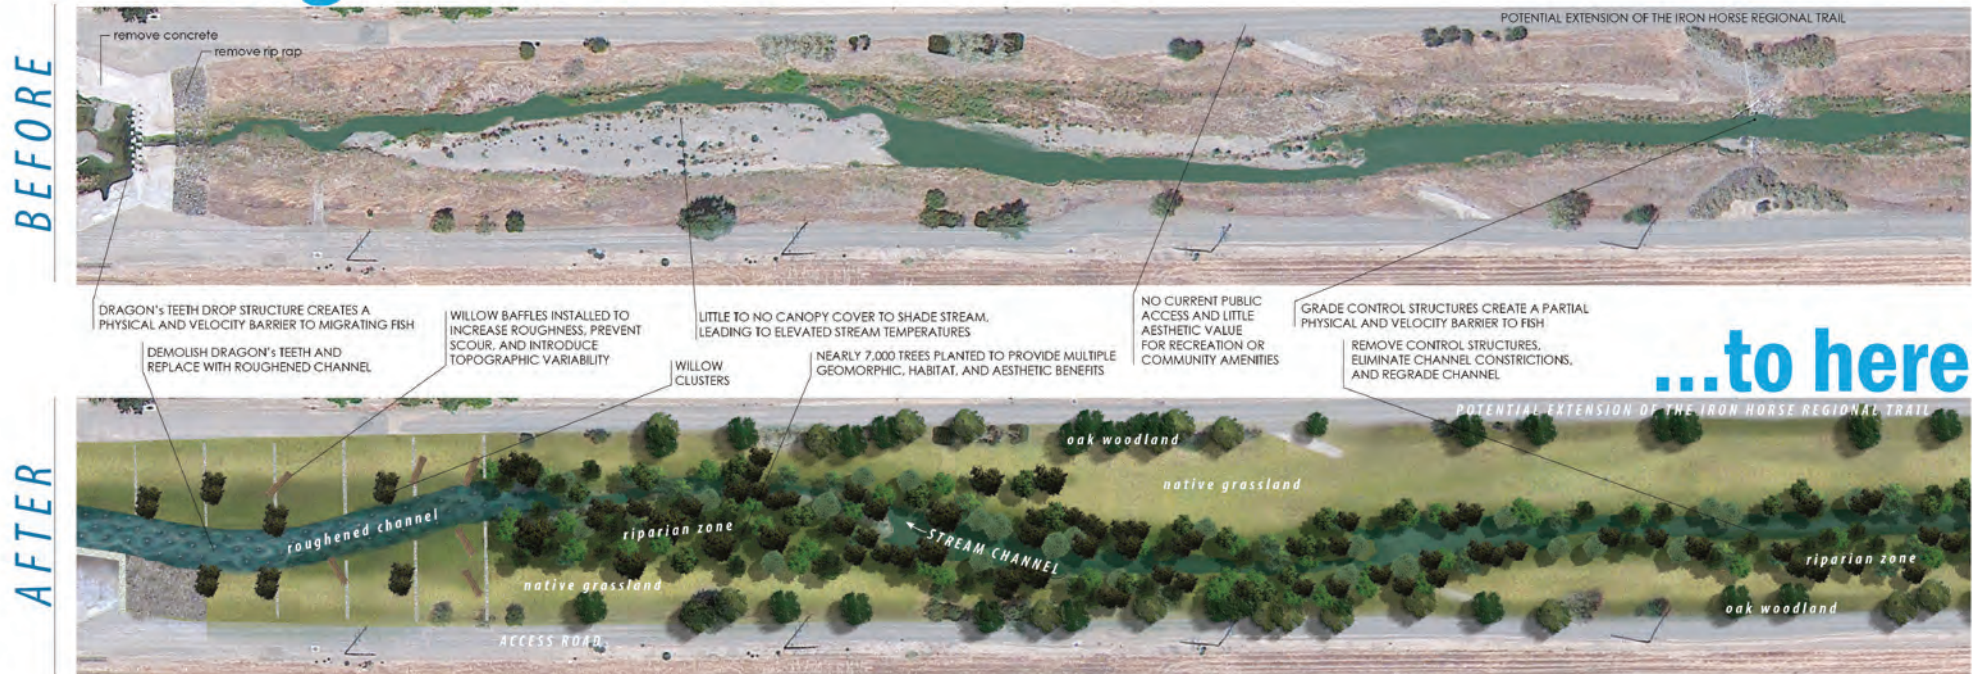 BEFORE
remove concrete
remove rip rap
POTENTIAL EXTENSION OF THE IRON HORSE REGIONAL TRAIL
DRAGON's TEETH DROP STRUCTURE CREATES A
PHYSICAL AND VELOCITY BARRIER TO MIGRATING FISH
DEMOLISH DRAGON's TEETH AND
REPLACE WITH ROUGHENED CHANNEL
WILLOW BAFFLES INSTALLED TO
INCREASE ROUGHNESS, PREVENT
SCOUR, AND INTRODUCE
TOPOGRAPHIC VARIABILITY
WILLOW
CLUSTERS
LITTLE TO NO CANOPY COVER TO SHADE STREAM,
LEADING TO ELEVATED STREAM TEMPERATURES
NEARLY 7,000 TREES PLANTED TO PROVIDE MULTIPLE
GEOMORPHIC, HABITAT, AND AESTHETIC BENEFITS
NO CURRENT PUBLIC
ACCESS AND LITTLE
AESTHETIC VALUE
FOR RECREATION OR
COMMUNITY AMENITIES
GRADE CONTROL STRUCTURES CREATE A PARTIAL
PHYSICAL AND VELOCITY BARRIER TO FISH
REMOVE CONTROL STRUCTURES,
ELIMINATE CHANNEL CONSTRICTIONS,
AND REGRADE CHANNEL
...to here
AFTER
POTENTIAL EXTENSION OF THE IRON HORSE REGIONAL TRAIL
oak woodland
native grassland
roughened channel
riparian zone
STREAM CHANNEL
native grassland
riparian zone
oak woodland
ACCESS ROAD